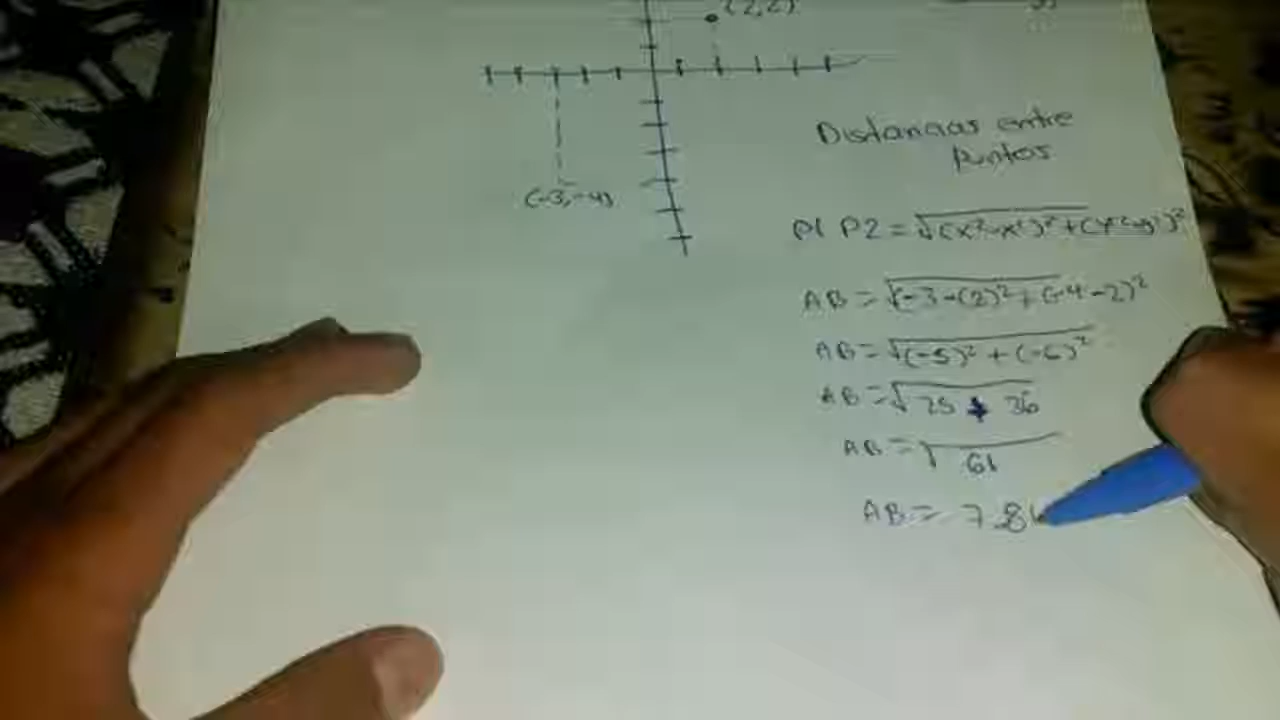 (2,2)
(-3,-4)
Distancias entre
puntos
P1 P2 = √(x²-x¹)²+(y²-y¹)²
AB = √(-3-(2)²+(-4-2)²
AB = √(-5)²+(-6)²
AB = √25 + 36
AB = √61
AB = 7.8